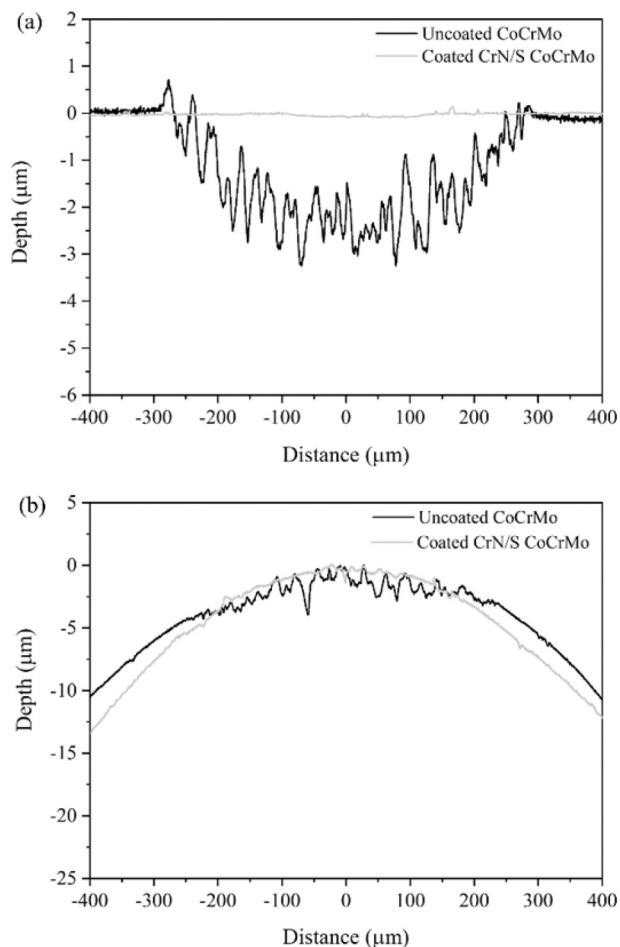 (a)
Uncoated CoCrMo
Coated CrN/S CoCrMo
2
1
0
-1
-2
-3
-4
-5
-6
Depth (μm)
-400 -300 -200 -100 0 100 200 300 400
Distance (μm)
(b)
Uncoated CoCrMo
Coated CrN/S CoCrMo
5
0
-5
-10
-15
-20
-25
Depth (μm)
-400 -300 -200 -100 0 100 200 300 400
Distance (μm)